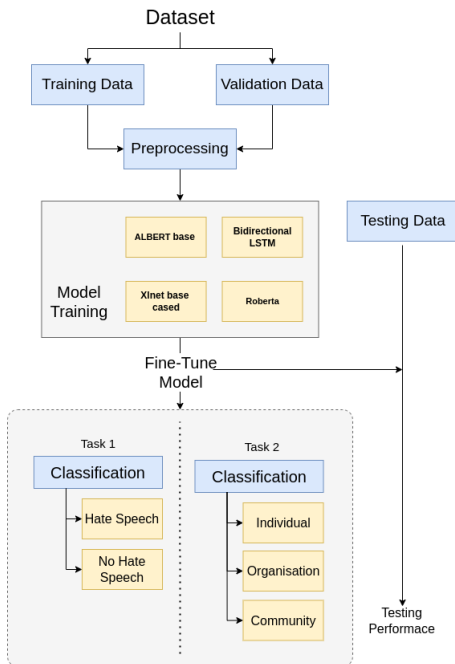 Dataset
Training Data
Validation Data
Preprocessing
Model
Training
ALBERT base
Bidirectional
LSTM
Xlnet base
cased
Roberta
Testing Data
Fine-Tune
Model
Task 1
Classification
Hate Speech
No Hate
Speech
Task 2
Classification
Individual
Organisation
Community
Testing
Performace